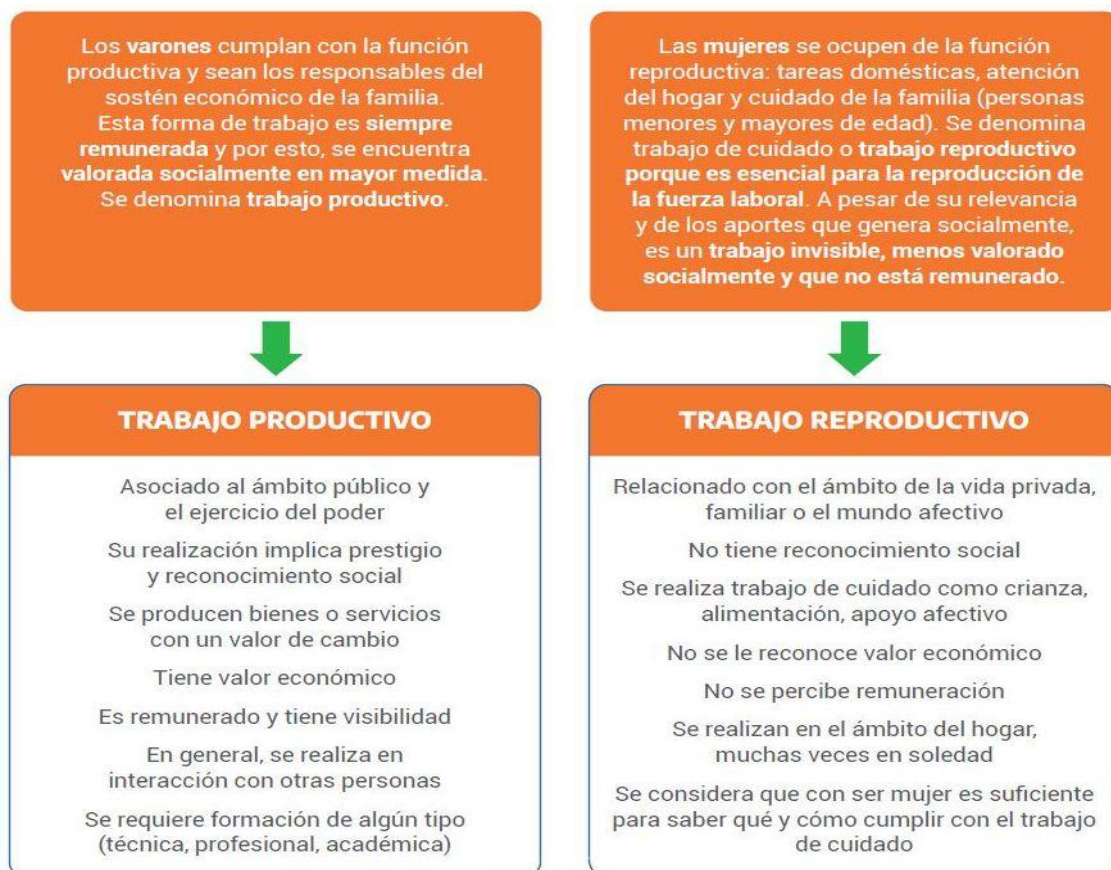 Los varones cumplan con la función
productiva y sean los responsables del
sostén económico de la familia.
Esta forma de trabajo es siempre
remunerada y por esto, se encuentra
valorada socialmente en mayor medida.
Se denomina trabajo productivo.
Las mujeres se ocupen de la función
reproductiva: tareas domésticas, atención
del hogar y cuidado de la familia (personas
menores y mayores de edad). Se denomina
trabajo de cuidado o trabajo reproductivo
porque es esencial para la reproducción de
la fuerza laboral. A pesar de su relevancia
y de los aportes que genera socialmente,
es un trabajo invisible, menos valorado
socialmente y que no está remunerado.
TRABAJO PRODUCTIVO
Asociado al ámbito público y
el ejercicio del poder
Su realización implica prestigio
y reconocimiento social
Se producen bienes o servicios
con un valor de cambio
Tiene valor económico
Es remunerado y tiene visibilidad
En general, se realiza en
interacción con otras personas
Se requiere formación de algún tipo
(técnica, profesional, académica)
TRABAJO REPRODUCTIVO
Relacionado con el ámbito de la vida privada,
familiar o el mundo afectivo
No tiene reconocimiento social
Se realiza trabajo de cuidado como crianza,
alimentación, apoyo afectivo
No se le reconoce valor económico
No se percibe remuneración
Se realizan en el ámbito del hogar,
muchas veces en soledad
Se considera que con ser mujer es suficiente
para saber qué y cómo cumplir con el trabajo
de cuidado